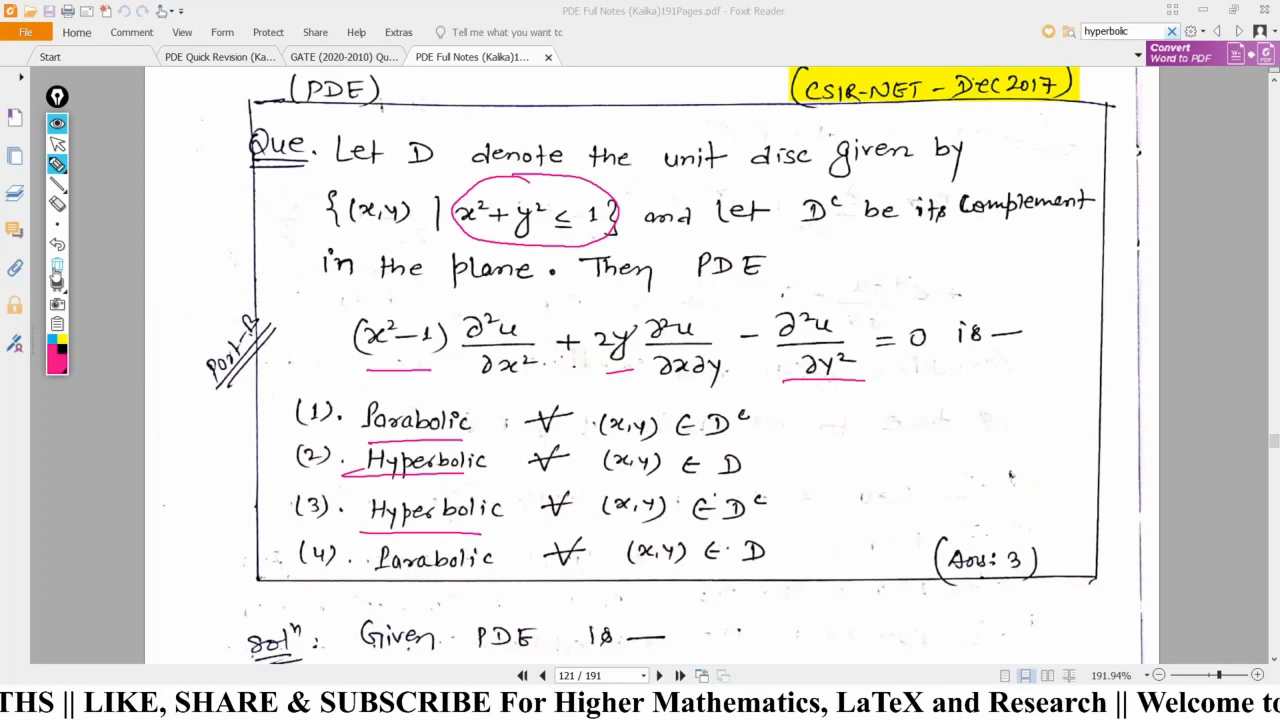 PDE Full Notes (Kalika)191Pages.pdf - Foxit Reader
File Home Comment View Form Protect Share Help Extras Tell me what you want to hyperbolic
Start PDE Quick Revision (Ka... GATE (2020-2010) Qu... PDE Full Notes (Kalika)1... Convert Word to PDF
(PDE) (CSIR-NET - DEC 2017)
Que. Let D denote the unit disc given by
{(x,y) | x² + y² ≤ 1} and let Dᶜ be its complement
in the plane. Then PDE
Part-B
(x²-1) ∂²u/∂x² + 2y ∂²u/∂x∂y - ∂²u/∂y² = 0 is —
(1). Parabolic ∀ (x,y) ∈ Dᶜ
(2). Hyperbolic ∀ (x,y) ∈ D
(3). Hyperbolic ∀ (x,y) ∈ Dᶜ
(4). Parabolic ∀ (x,y) ∈ D (Ans: 3)
Solⁿ: Given PDE is —
121 / 191 191.94%
THS || LIKE, SHARE & SUBSCRIBE For Higher Mathematics, LaTeX and Research || Welcome to